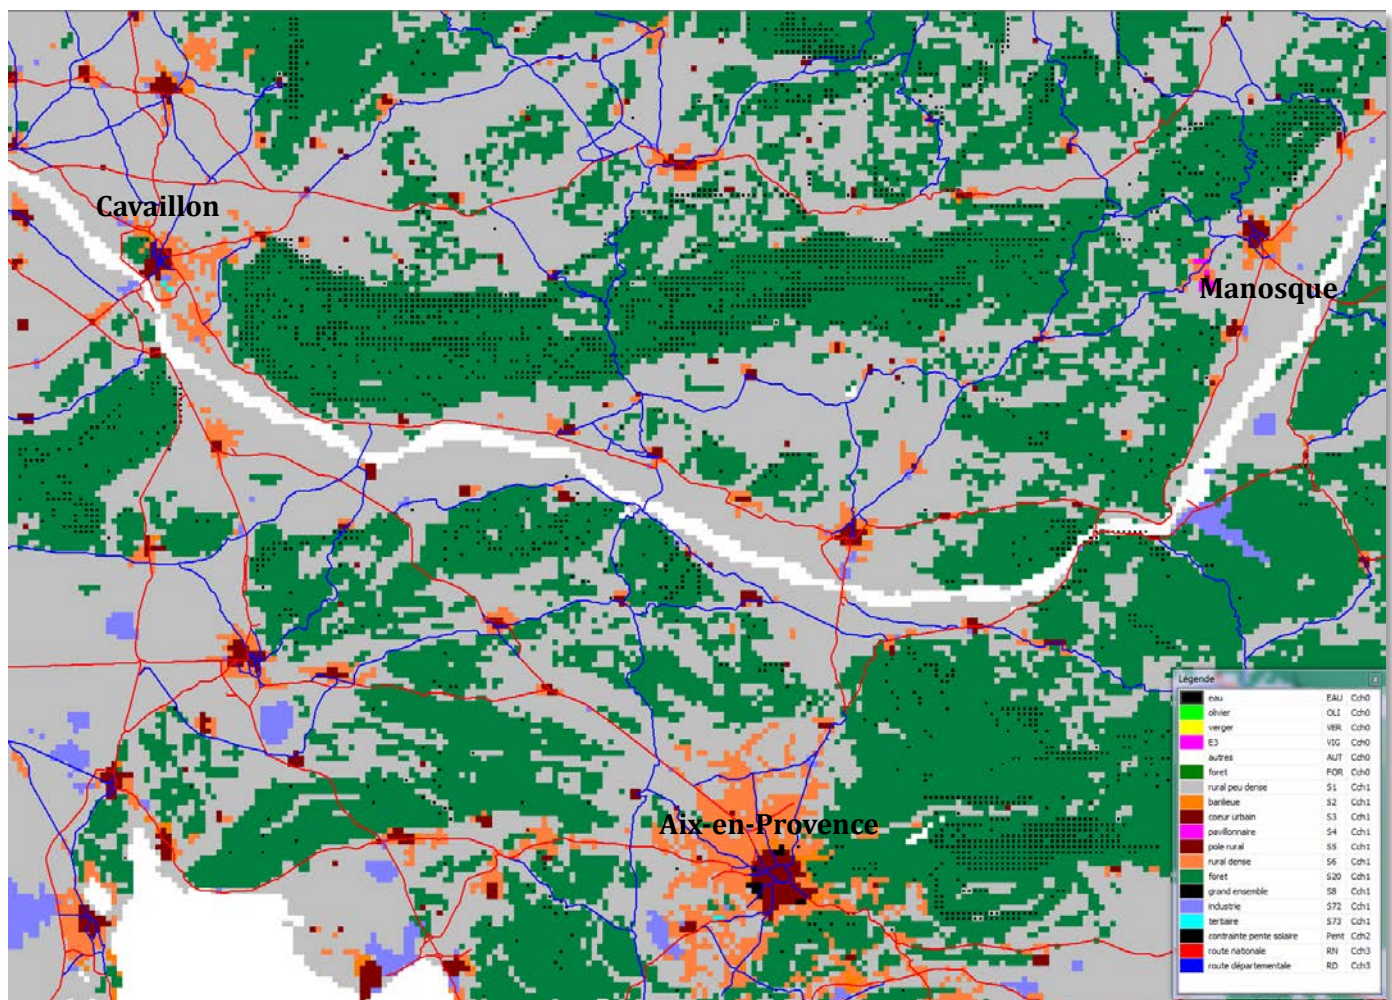 Cavaillon
Manosque
Aix-en-Provence
Légende x
eau EAU Cch0
olivier OLI Cch0
verger VER Cch0
E3 VIG Cch0
autres AUT Cch0
foret FOR Cch0
rural peu dense S1 Cch1
banlieue S2 Cch1
coeur urbain S3 Cch1
pavillonnaire S4 Cch1
pole rural S5 Cch1
rural dense S6 Cch1
foret S20 Cch1
grand ensemble S8 Cch1
industrie S72 Cch1
tertiaire S73 Cch1
contrainte pente solaire Pent Cch2
route nationale RN Cch3
route départementale RD Cch3